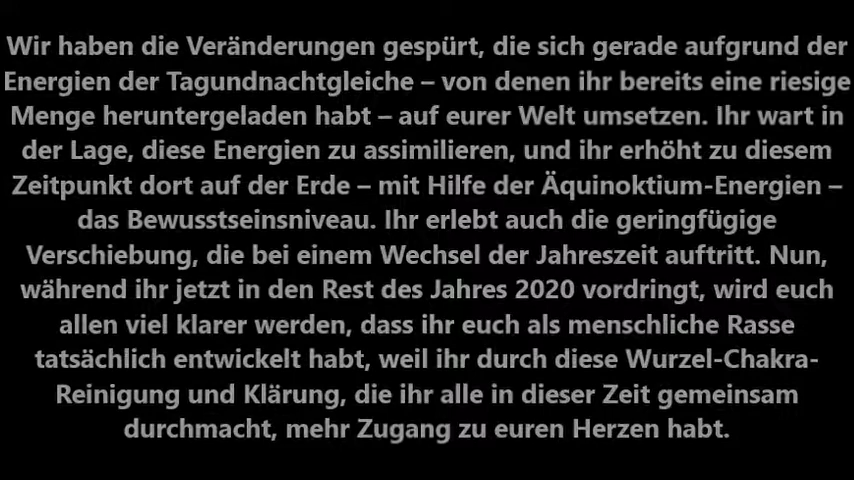 Wir haben die Veränderungen gespürt, die sich gerade aufgrund der
Energien der Tagundnachtgleiche – von denen ihr bereits eine riesige
Menge heruntergeladen habt – auf eurer Welt umsetzen. Ihr wart in
der Lage, diese Energien zu assimilieren, und ihr erhöht zu diesem
Zeitpunkt dort auf der Erde – mit Hilfe der Äquinoktium-Energien –
das Bewusstseinsniveau. Ihr erlebt auch die geringfügige
Verschiebung, die bei einem Wechsel der Jahreszeit auftritt. Nun,
während ihr jetzt in den Rest des Jahres 2020 vordringt, wird euch
allen viel klarer werden, dass ihr euch als menschliche Rasse
tatsächlich entwickelt habt, weil ihr durch diese Wurzel-Chakra-
Reinigung und Klärung, die ihr alle in dieser Zeit gemeinsam
durchmacht, mehr Zugang zu euren Herzen habt.